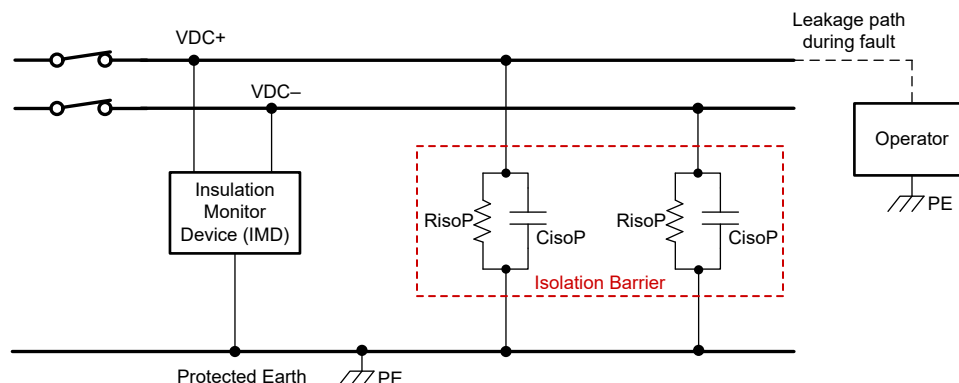 Leakage path
during fault
VDC+
VDC–
Operator
PE
Insulation
Monitor
Device (IMD)
RisoP
CisoP
RisoP
CisoP
Isolation Barrier
Protected Earth
PE